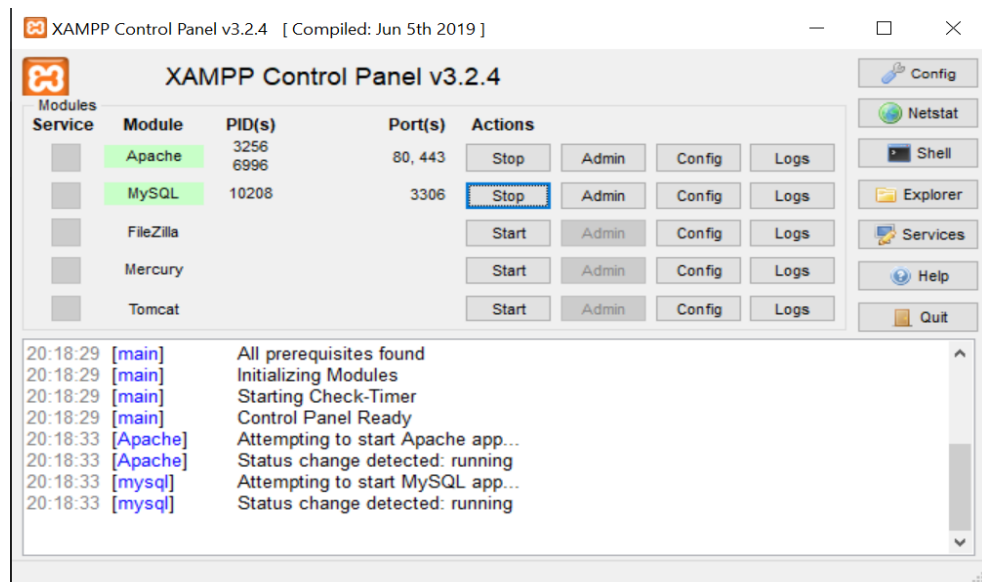 XAMPP Control Panel v3.2.4 [ Compiled: Jun 5th 2019 ]
XAMPP Control Panel v3.2.4
Config
Modules
Service Module PID(s) Port(s) Actions
Netstat
Apache 3256 6996 80, 443 Stop Admin Config Logs
Shell
MySQL 10208 3306 Stop Admin Config Logs
Explorer
FileZilla Start Admin Config Logs
Services
Mercury Start Admin Config Logs
Help
Tomcat Start Admin Config Logs
Quit
20:18:29 [main] All prerequisites found
20:18:29 [main] Initializing Modules
20:18:29 [main] Starting Check-Timer
20:18:29 [main] Control Panel Ready
20:18:33 [Apache] Attempting to start Apache app...
20:18:33 [Apache] Status change detected: running
20:18:33 [mysql] Attempting to start MySQL app...
20:18:33 [mysql] Status change detected: running